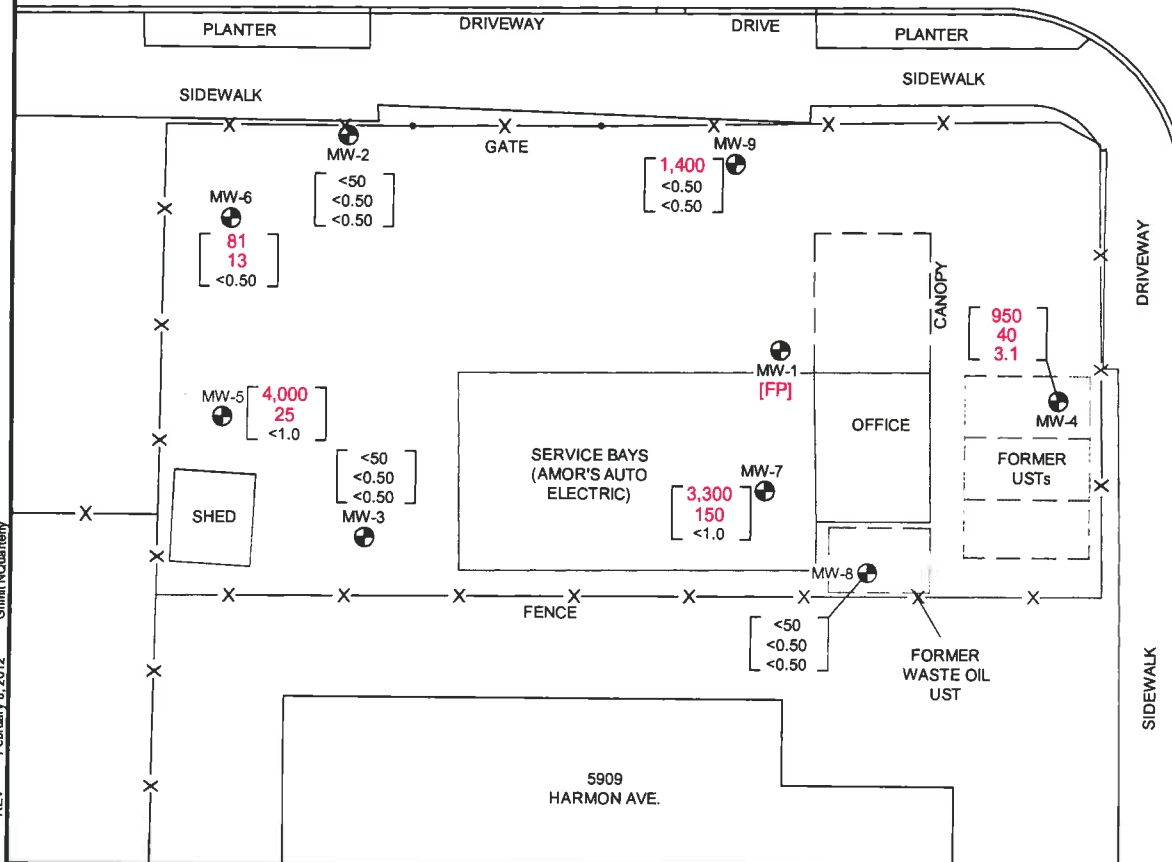 PLANTER
DRIVEWAY
DRIVE
PLANTER
SIDEWALK
SIDEWALK
GATE
MW-2
<50
<0.50
<0.50
MW-9
1,400
<0.50
<0.50
MW-6
81
13
<0.50
DRIVEWAY
CANOPY
950
40
3.1
MW-4
MW-1
[FP]
MW-5
4,000
25
<1.0
OFFICE
SERVICE BAYS
(AMOR'S AUTO
ELECTRIC)
FORMER
USTs
<50
<0.50
<0.50
MW-3
MW-7
3,300
150
<1.0
SHED
MW-8
<50
<0.50
<0.50
FENCE
FORMER
WASTE OIL
UST
SIDEWALK
5909
HARMON AVE.